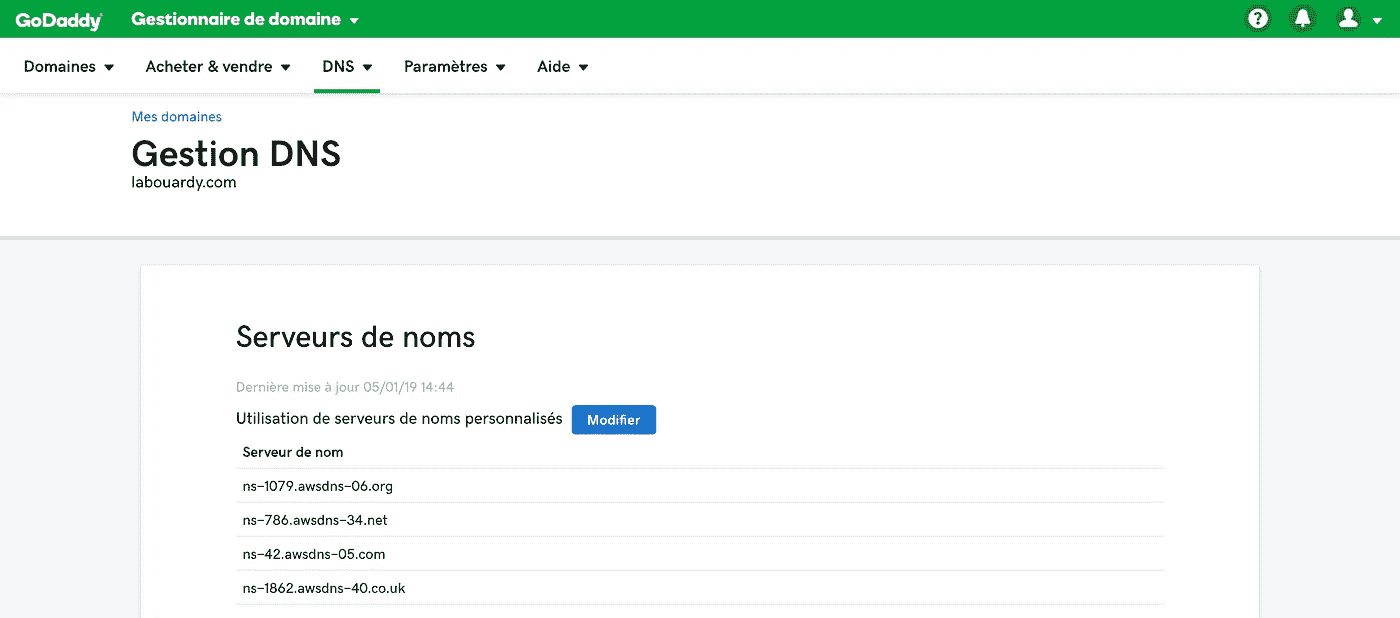 GoDaddy Gestionnaire de domaine
Domaines Acheter & vendre DNS Paramètres Aide
Mes domaines
Gestion DNS
labouardy.com
Serveurs de noms
Dernière mise à jour 05/01/19 14:44
Utilisation de serveurs de noms personnalisés Modifier
Serveur de nom
ns-1079.awsdns-06.org
ns-786.awsdns-34.net
ns-42.awsdns-05.com
ns-1862.awsdns-40.co.uk